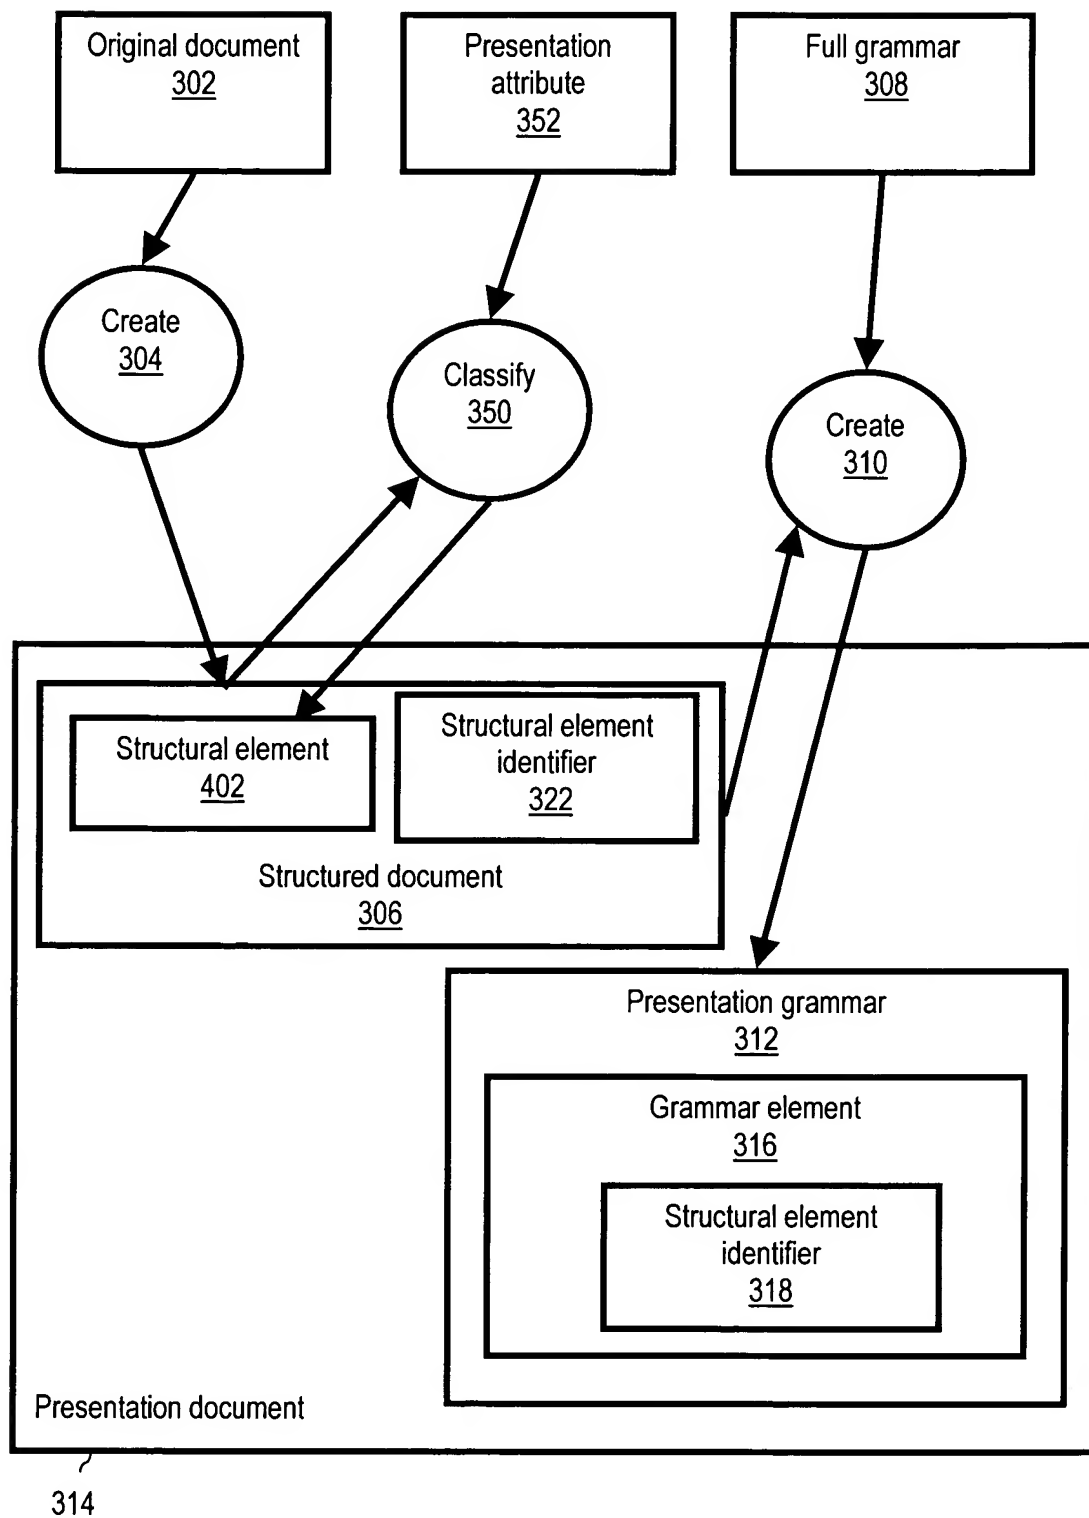 Original document
302
Presentation
attribute
352
Full grammar
308
Create
304
Classify
350
Create
310
Structural element
402
Structural element
identifier
322
Structured document
306
Presentation grammar
312
Grammar element
316
Structural element
identifier
318
Presentation document
314